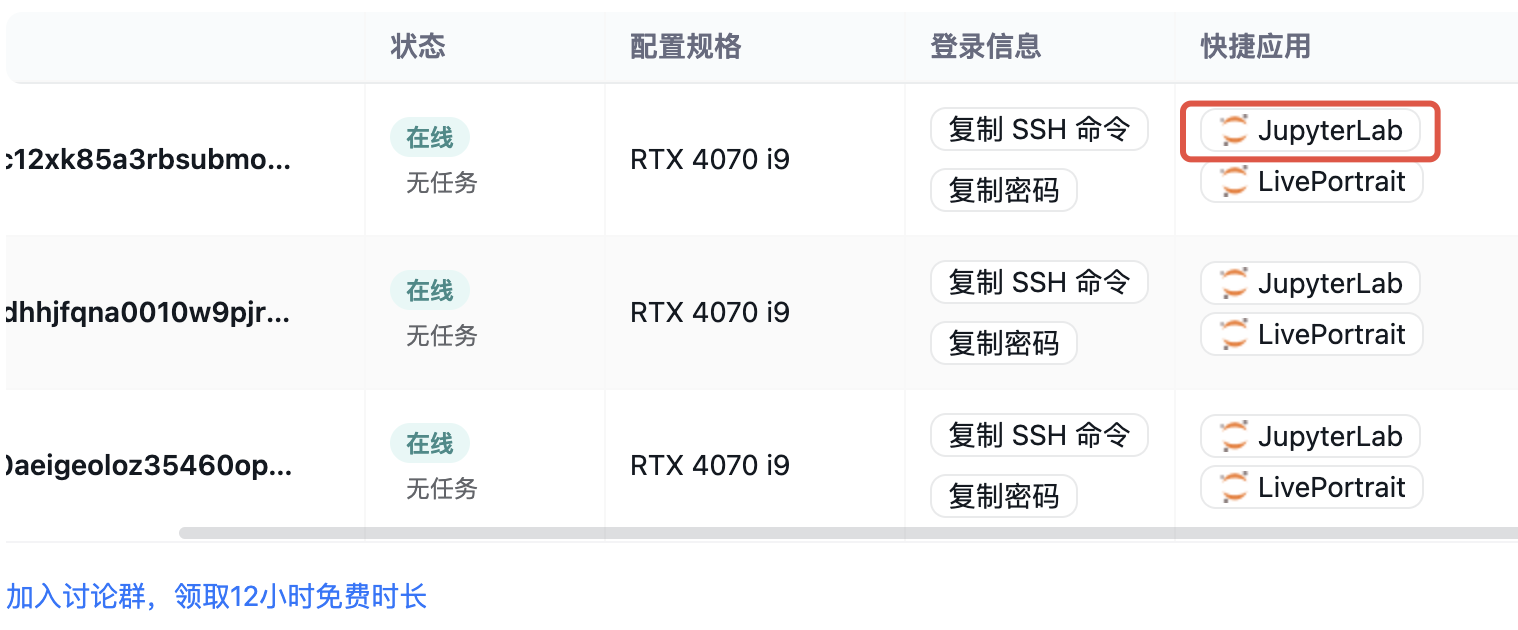 状态 配置规格 登录信息 快捷应用
c12xk85a3rbsubmo... 在线 无任务 RTX 4070 i9 复制 SSH 命令 复制密码 JupyterLab LivePortrait
dhhjfqna0010w9pjr... 在线 无任务 RTX 4070 i9 复制 SSH 命令 复制密码 JupyterLab LivePortrait
0aeigeoloz35460op... 在线 无任务 RTX 4070 i9 复制 SSH 命令 复制密码 JupyterLab LivePortrait
加入讨论群，领取12小时免费时长